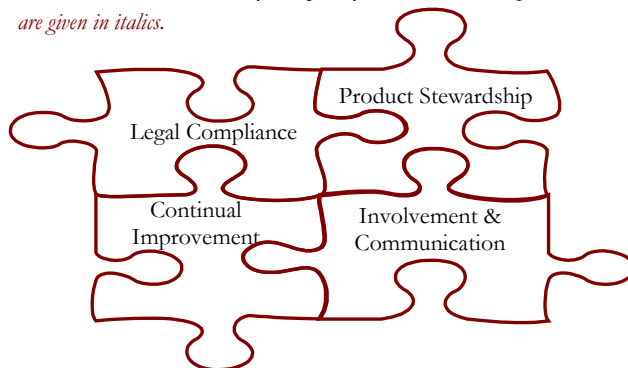 are given in italics.
Product Stewardship
Legal Compliance
Continual
Improvement
Involvement &
Communication